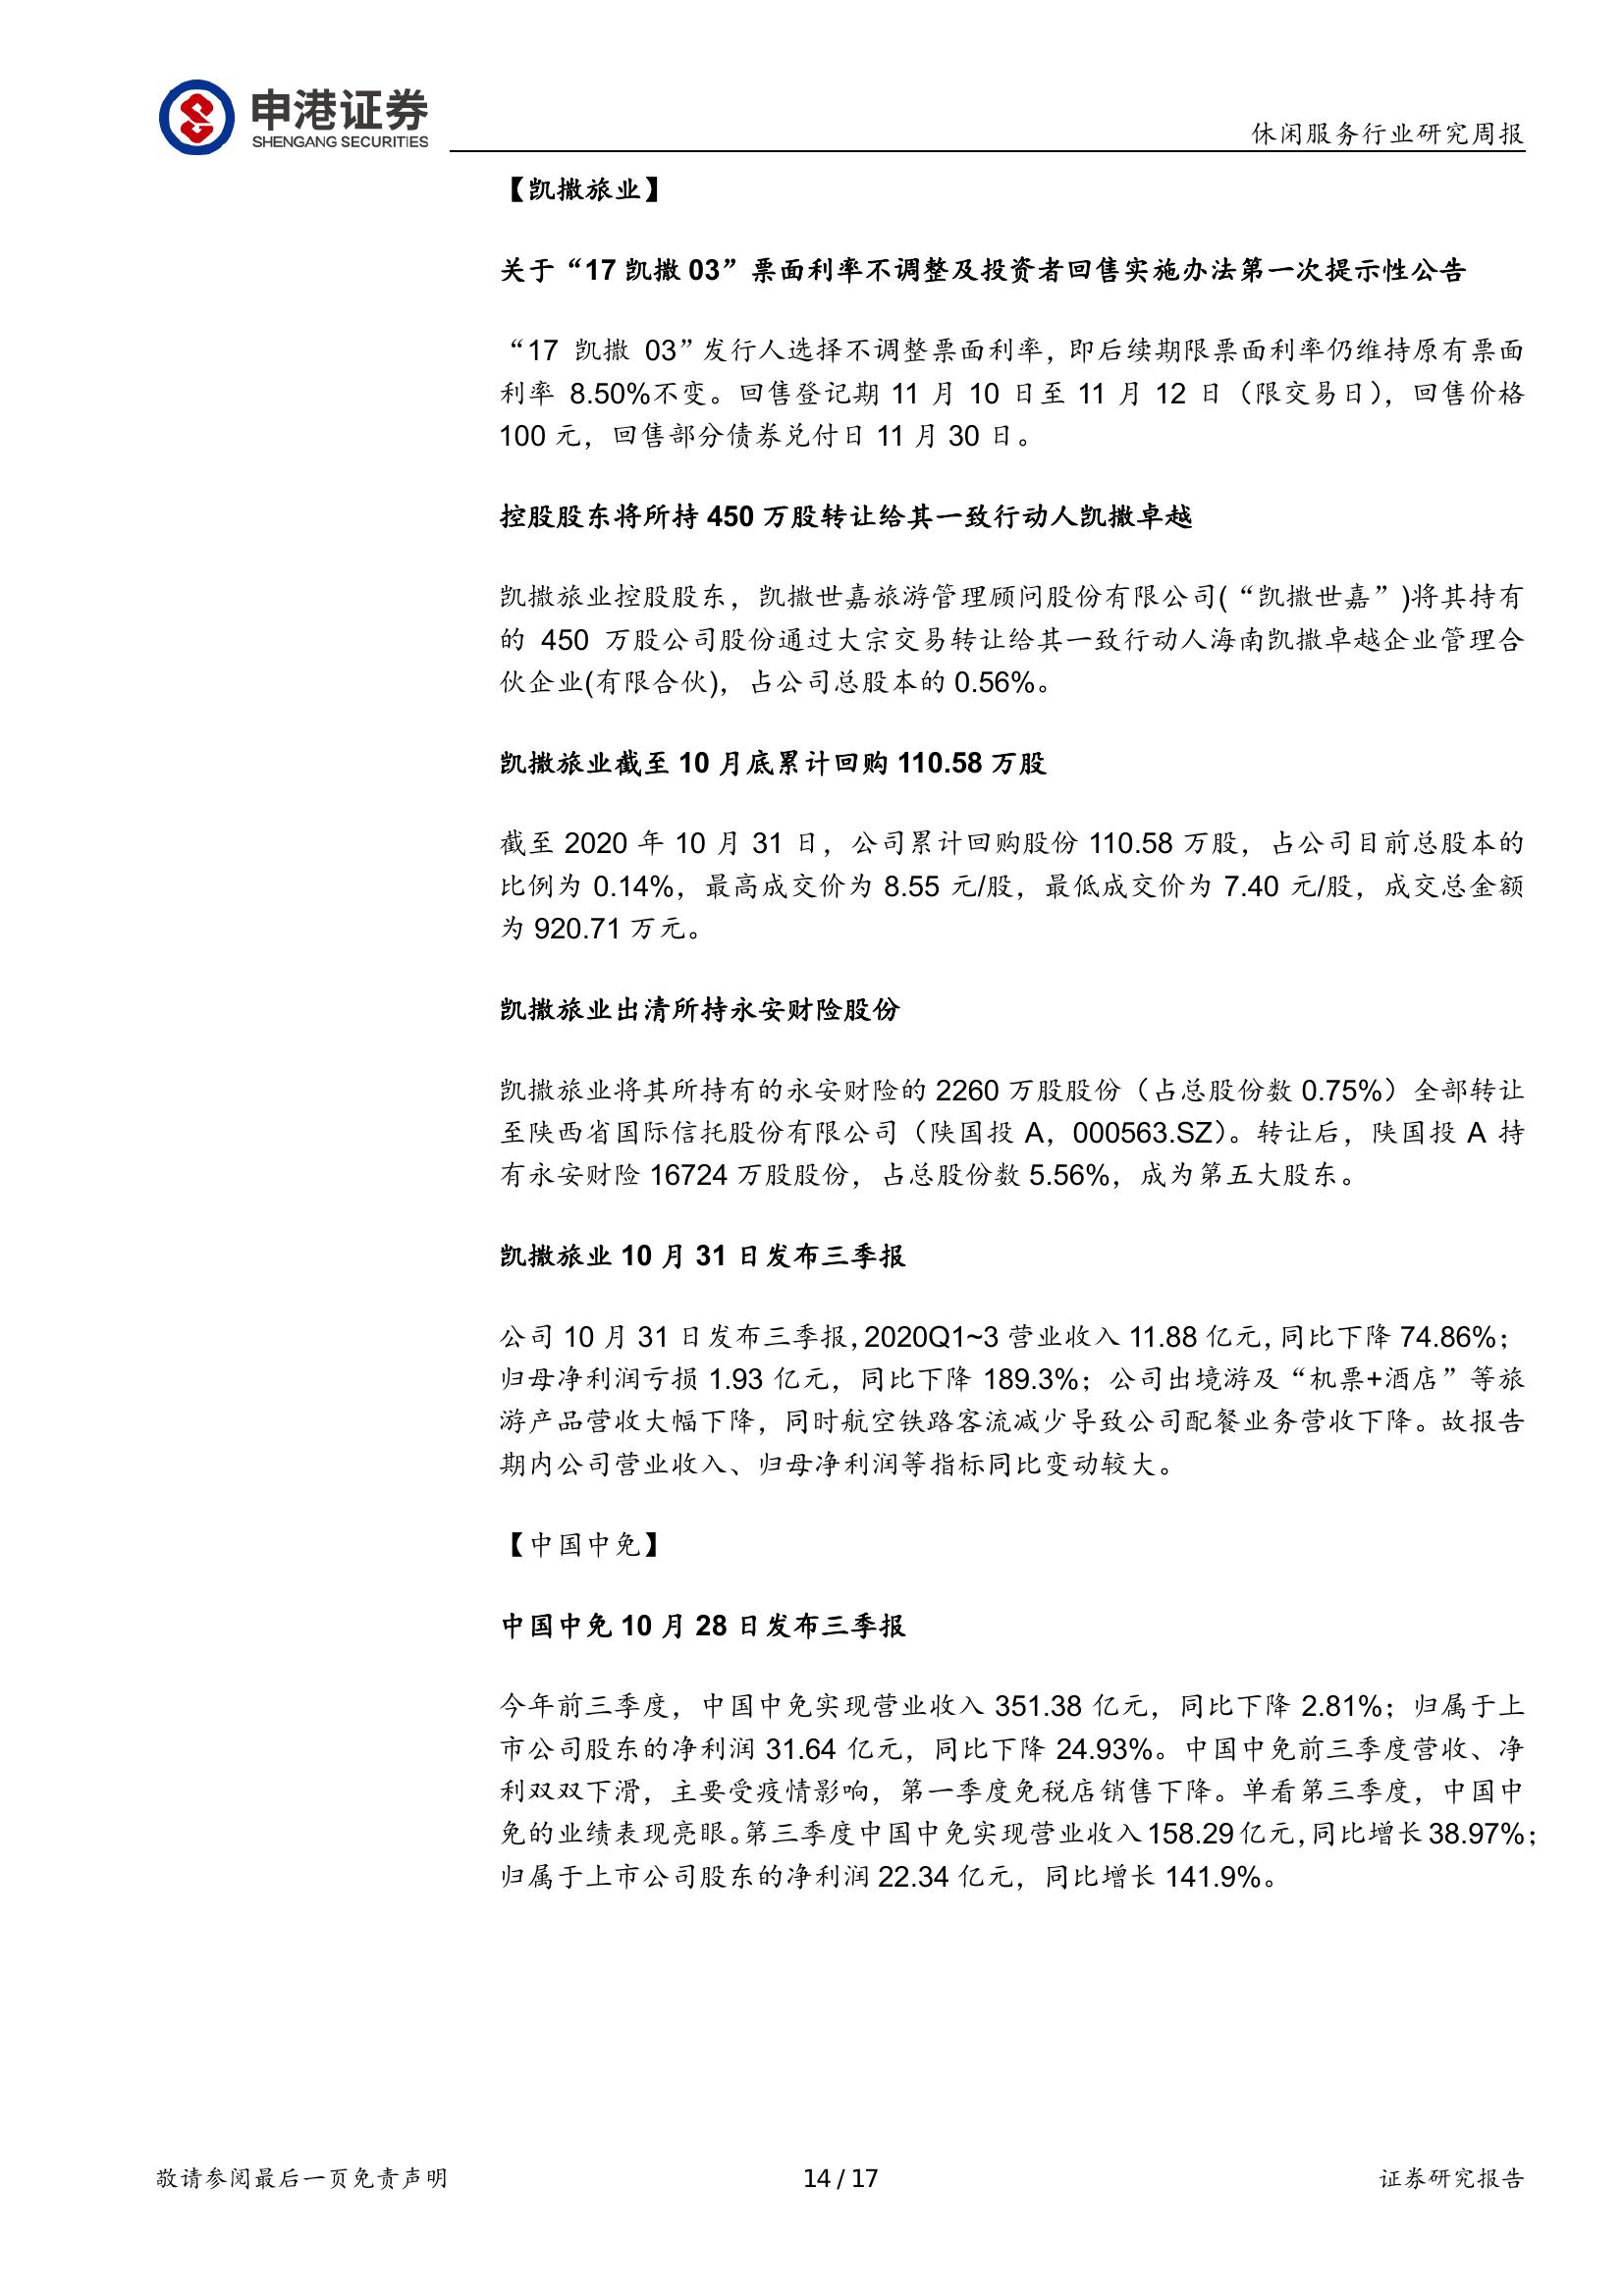 申港证券
SHENGANG SECURITIES
休闲服务行业研究周报
【凯撒旅业】
关于“17 凯撒 03”票面利率不调整及投资者回售实施办法第一次提示性公告
“17 凯撒 03”发行人选择不调整票面利率，即后续期限票面利率仍维持原有票面
利率 8.50%不变。回售登记期 11 月 10 日至 11 月 12 日（限交易日），回售价格
100 元，回售部分债券兑付日 11 月 30 日。
控股股东将所持 450 万股转让给其一致行动人凯撒卓越
凯撒旅业控股股东，凯撒世嘉旅游管理顾问股份有限公司(“凯撒世嘉”)将其持有
的 450 万股公司股份通过大宗交易转让给其一致行动人海南凯撒卓越企业管理合
伙企业(有限合伙)，占公司总股本的 0.56%。
凯撒旅业截至 10 月底累计回购 110.58 万股
截至 2020 年 10 月 31 日，公司累计回购股份 110.58 万股，占公司目前总股本的
比例为 0.14%，最高成交价为 8.55 元/股，最低成交价为 7.40 元/股，成交总金额
为 920.71 万元。
凯撒旅业出清所持永安财险股份
凯撒旅业将其所持有的永安财险的 2260 万股股份（占总股份数 0.75%）全部转让
至陕西省国际信托股份有限公司（陕国投 A，000563.SZ）。转让后，陕国投 A 持
有永安财险 16724 万股股份，占总股份数 5.56%，成为第五大股东。
凯撒旅业 10 月 31 日发布三季报
公司 10 月 31 日发布三季报，2020Q1~3 营业收入 11.88 亿元，同比下降 74.86%；
归母净利润亏损 1.93 亿元，同比下降 189.3%；公司出境游及“机票+酒店”等旅
游产品营收大幅下降，同时航空铁路客流减少导致公司配餐业务营收下降。故报告
期内公司营业收入、归母净利润等指标同比变动较大。
【中国中免】
中国中免 10 月 28 日发布三季报
今年前三季度，中国中免实现营业收入 351.38 亿元，同比下降 2.81%；归属于上
市公司股东的净利润 31.64 亿元，同比下降 24.93%。中国中免前三季度营收、净
利双双下滑，主要受疫情影响，第一季度免税店销售下降。单看第三季度，中国中
免的业绩表现亮眼。第三季度中国中免实现营业收入 158.29 亿元，同比增长 38.97%；
归属于上市公司股东的净利润 22.34 亿元，同比增长 141.9%。
敬请参阅最后一页免责声明
14 / 17
证券研究报告